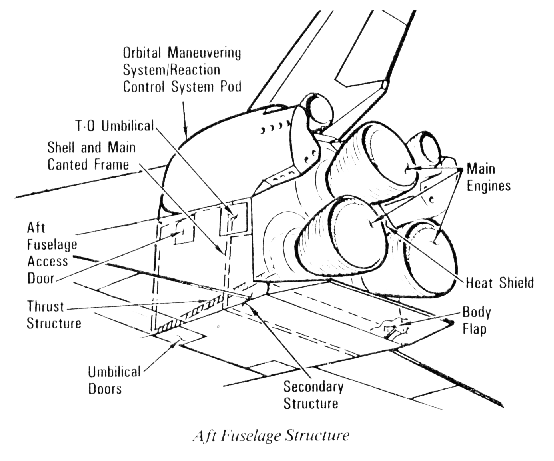 Orbital Maneuvering
System/Reaction
Control System Pod
T-0 Umbilical
Shell and Main
Canted Frame
Main
Engines
Aft
Fuselage
Access
Door
Heat Shield
Thrust
Structure
Body
Flap
Umbilical
Doors
Secondary
Structure
Aft Fuselage Structure